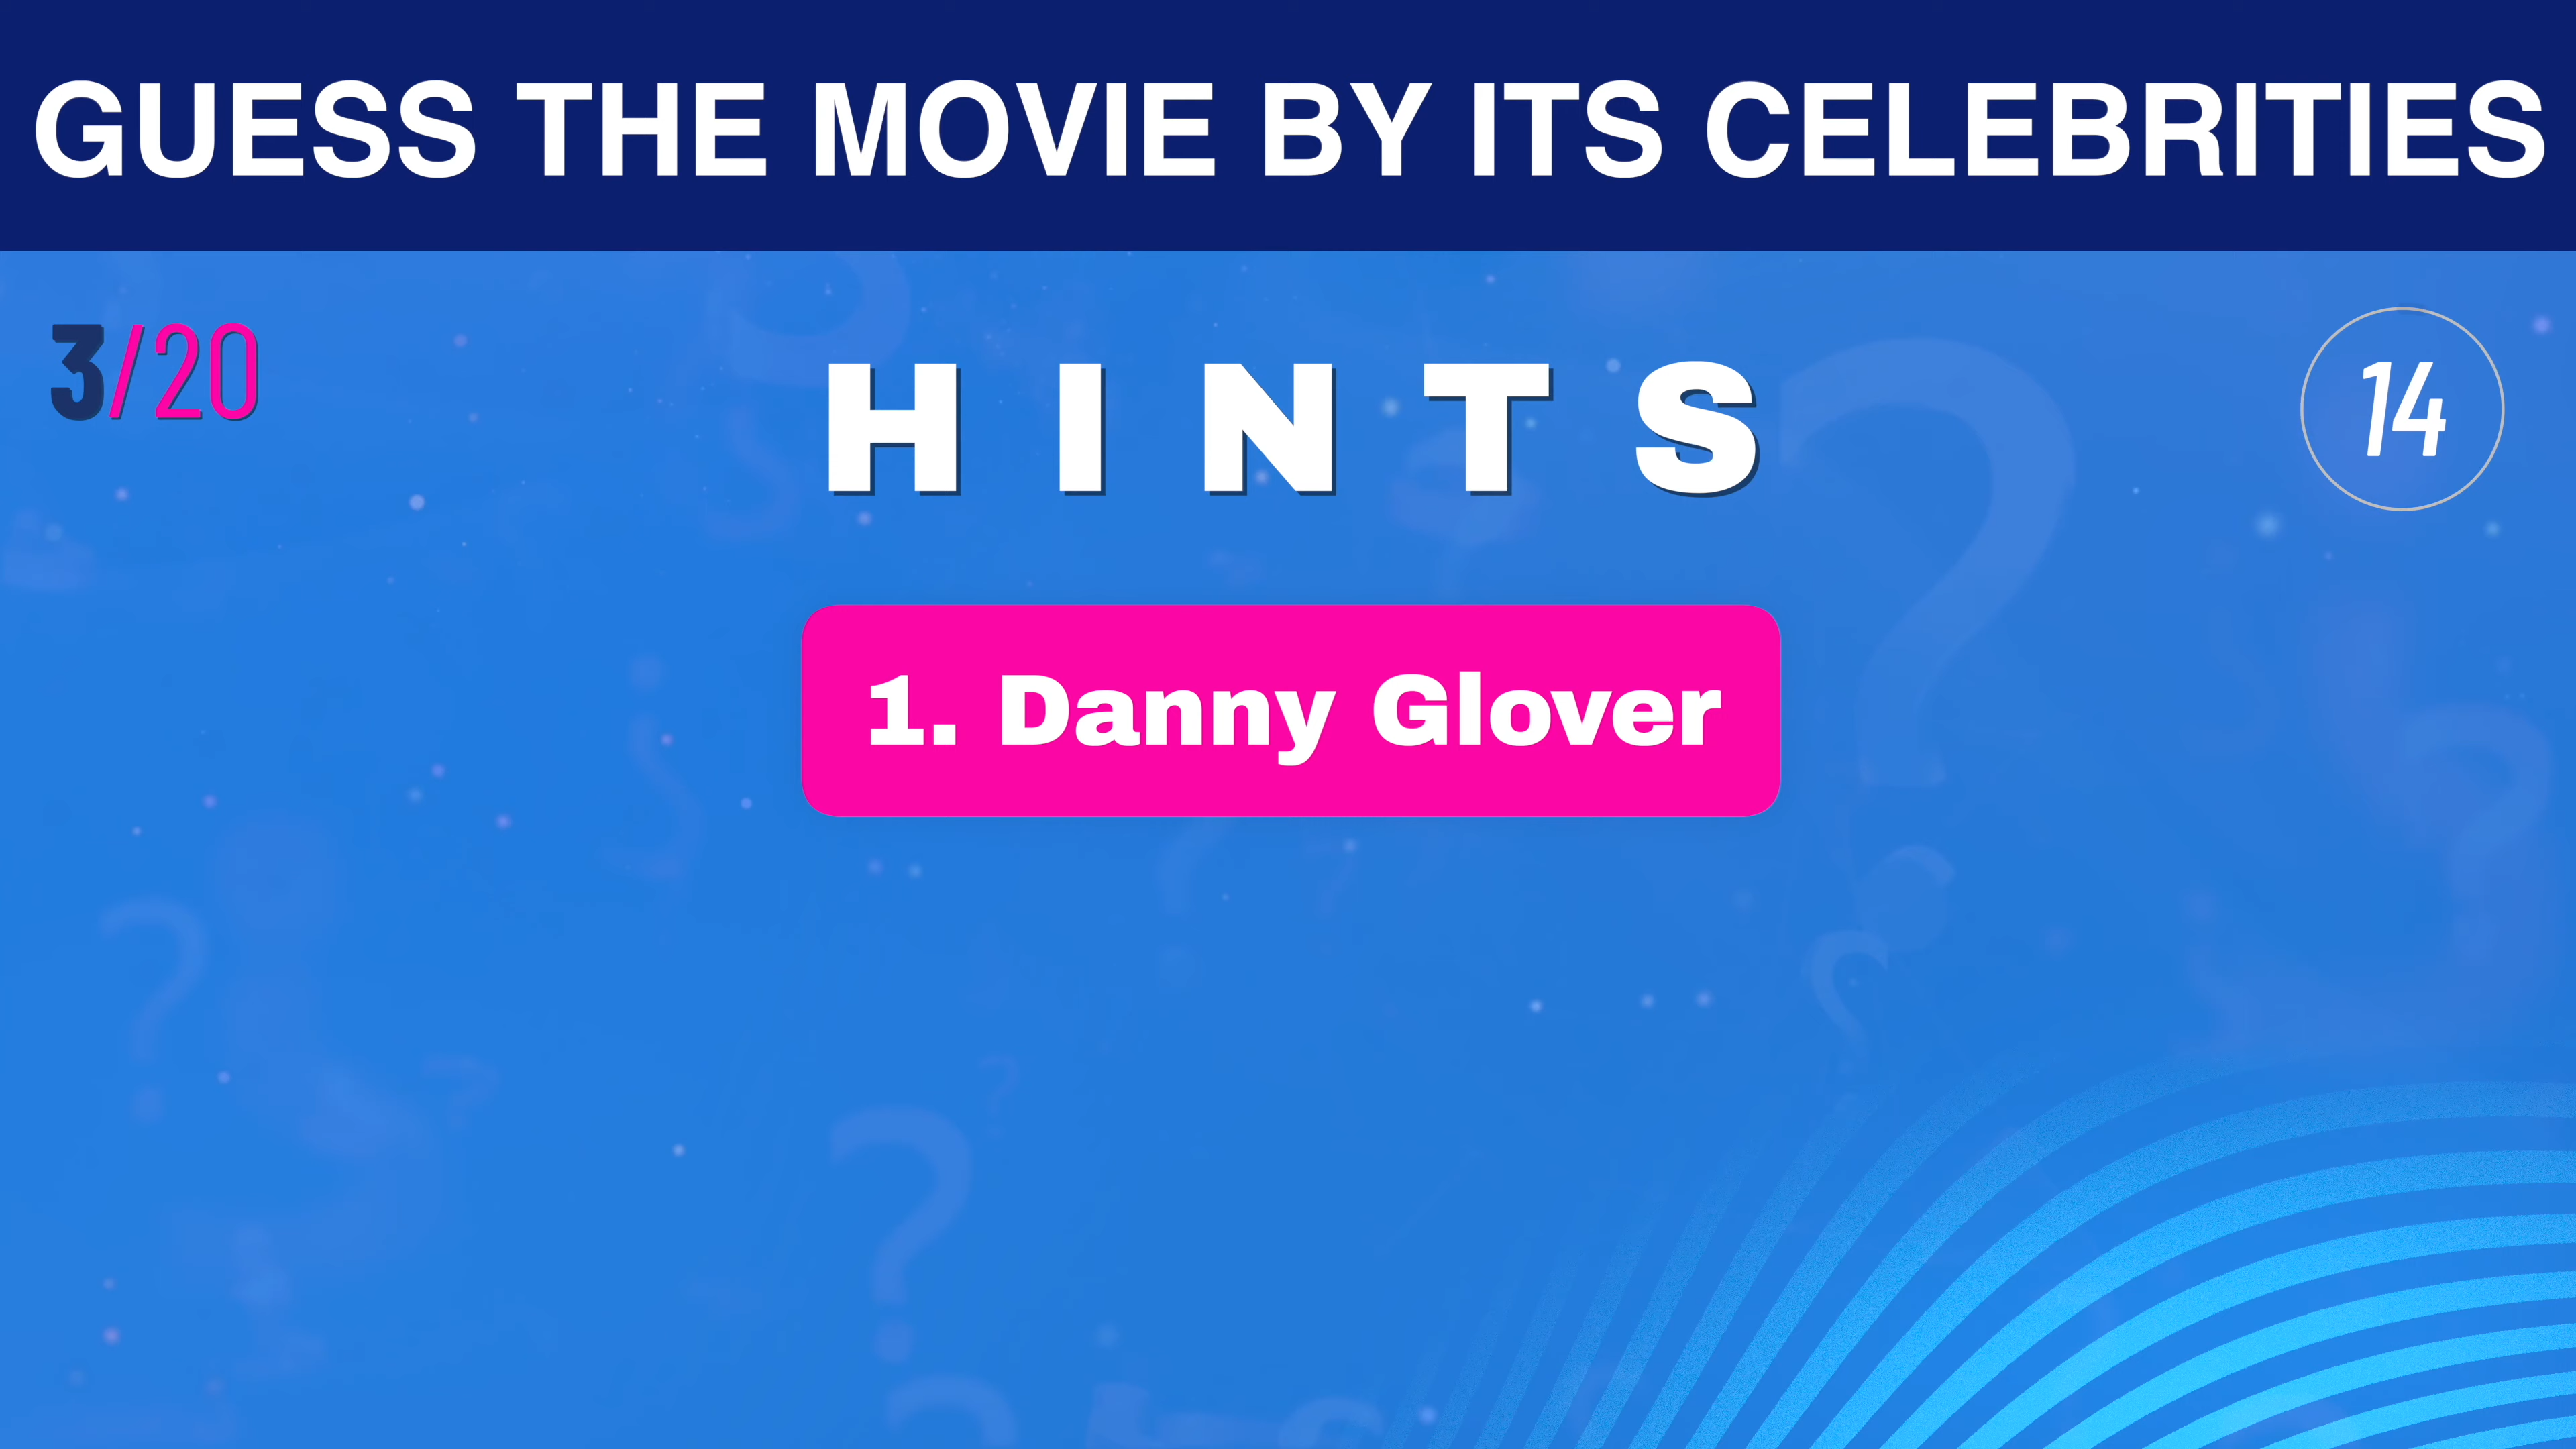 GUESS THE MOVIE BY ITS CELEBRITIES
3/20
HINTS
14
1. Danny Glover